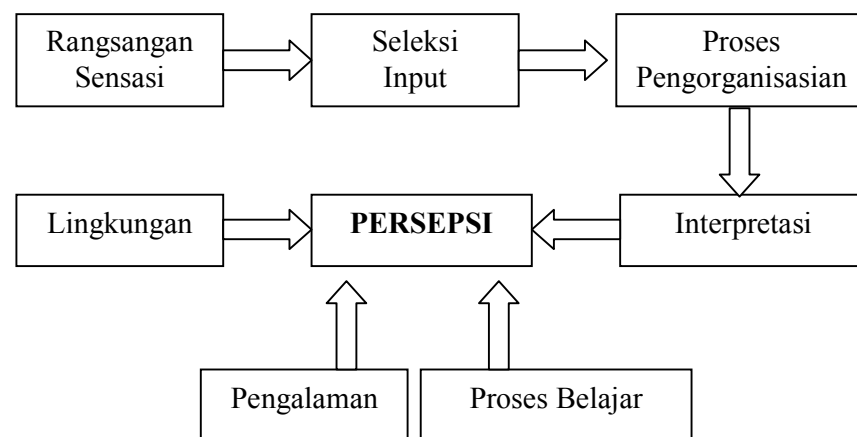 Rangsangan
Sensasi
Seleksi
Input
Proses
Pengorganisasian
Lingkungan
PERSEPSI
Interpretasi
Pengalaman
Proses Belajar